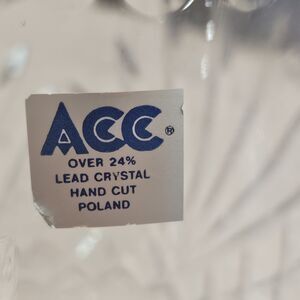 ACC®
OVER 24%
LEAD CRYSTAL
HAND CUT
POLAND